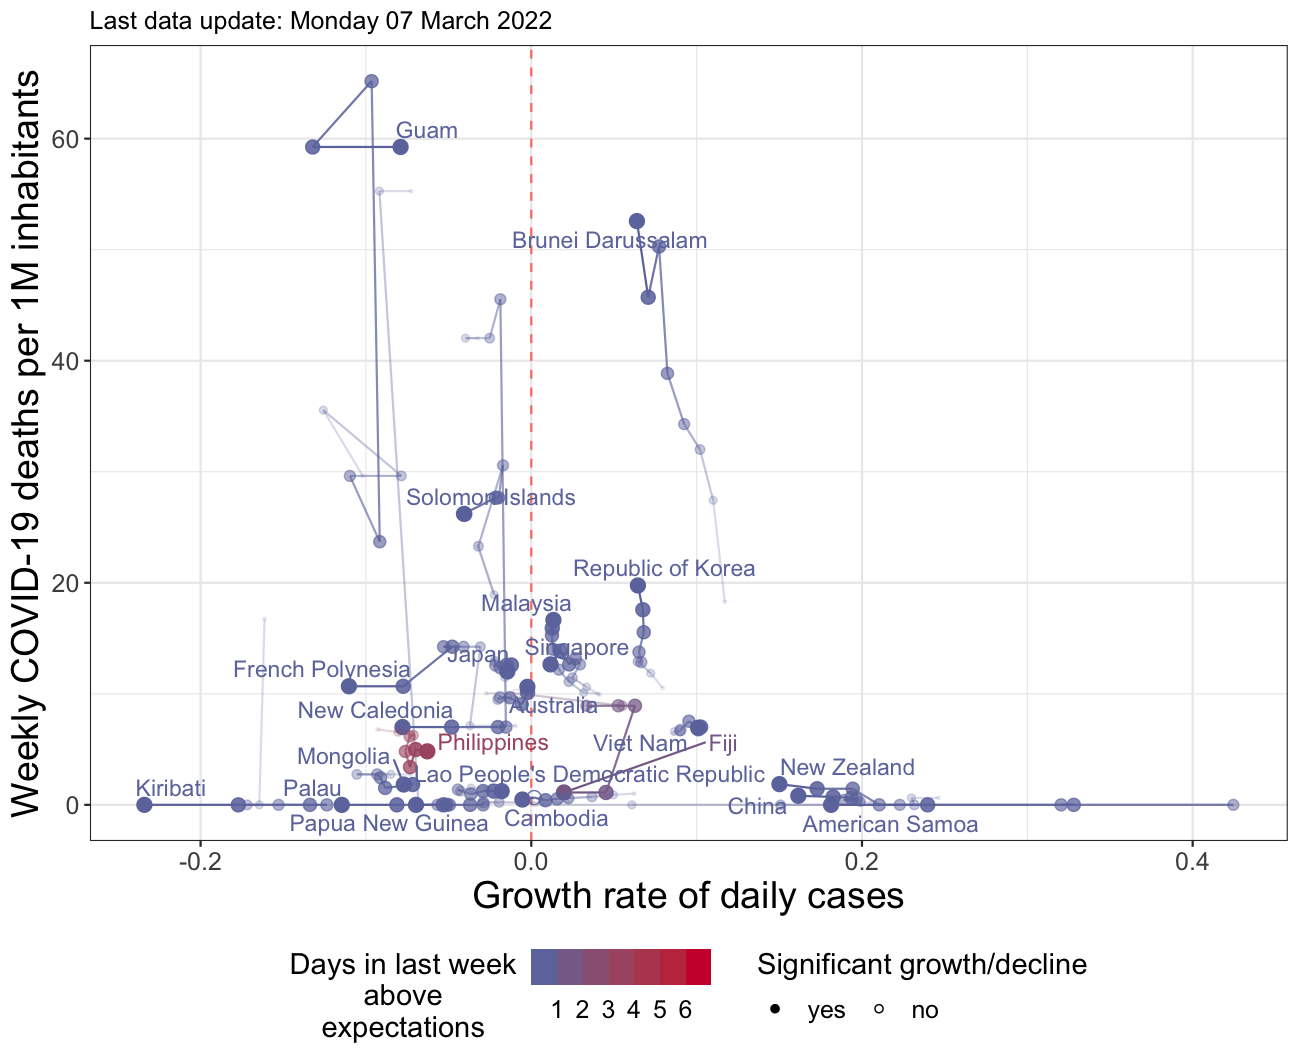 Last data update: Monday 07 March 2022
Weekly COVID-19 deaths per 1M inhabitants
60
40
20
0
Guam
Brunei Darussalam
Solomon Islands
Republic of Korea
Malaysia
Singapore
Japan
French Polynesia
New Caledonia
Australia
Philippines
Viet Nam
Fiji
Mongolia
Lao People's Democratic Republic
New Zealand
Kiribati
Palau
China
Papua New Guinea
Cambodia
American Samoa
-0.2
0.0
0.2
0.4
Growth rate of daily cases
Days in last week
above
expectations
1 2 3 4 5 6
Significant growth/decline
yes
no